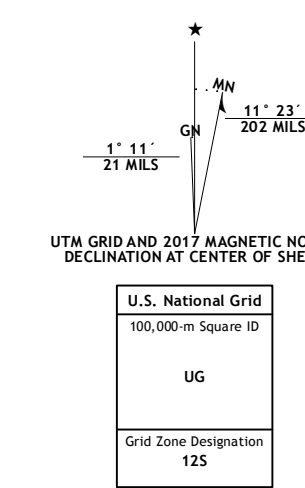 ★
MN
11° 23´
202 MILS
GN
1° 11´
21 MILS
UTM GRID AND 2017 MAGNETIC NO
DECLINATION AT CENTER OF SHE
U.S. National Grid
100,000-m Square ID
UG
Grid Zone Designation
12S